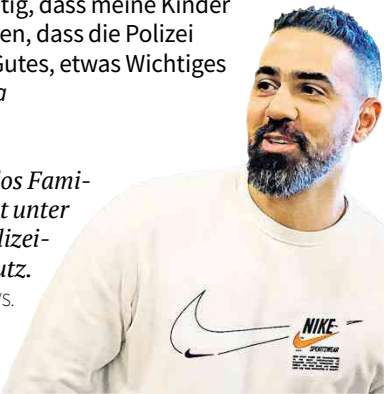 tig, dass meine Kinder
en, dass die Polizei
Gutes, etwas Wichtiges
a
los Fami-
t unter
lizei-
utz.
S.
NIKE
SPORTSWEAR